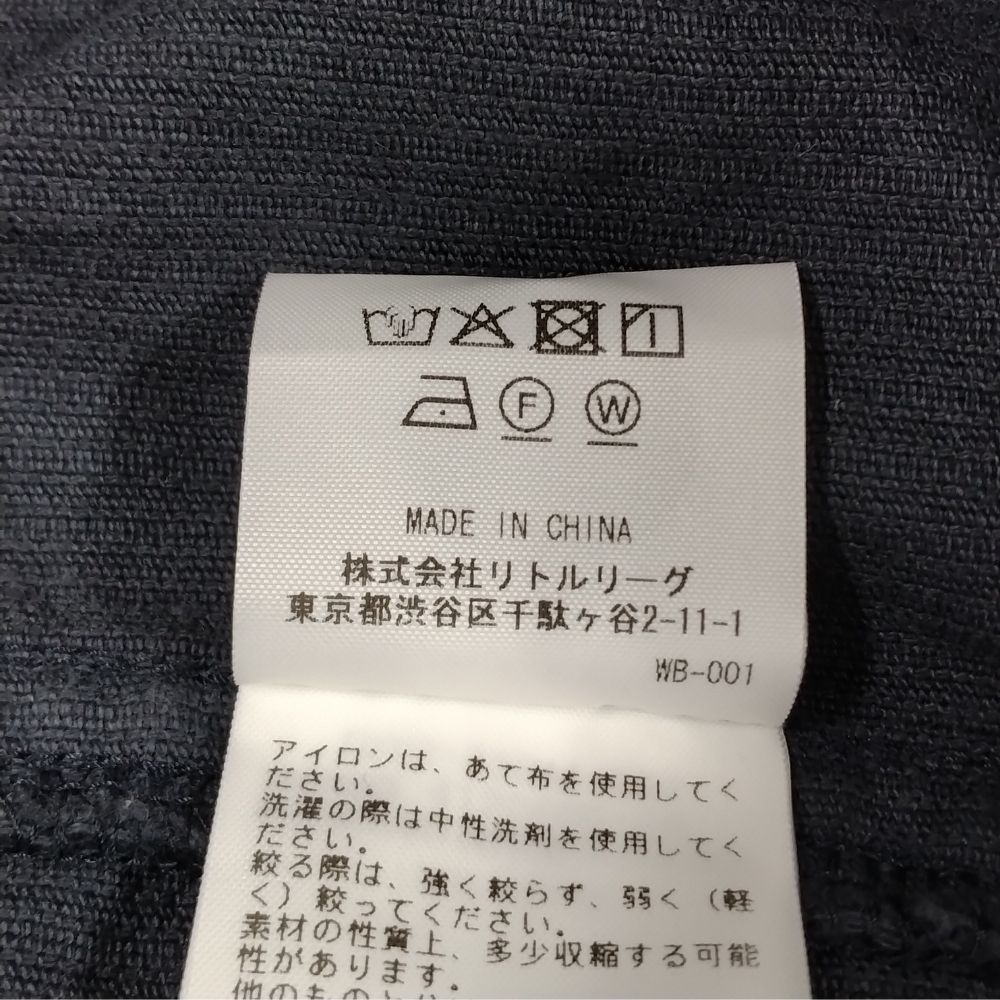 F W
MADE IN CHINA
株式会社リトルリーグ
東京都渋谷区千駄ヶ谷2-11-1
WB-001
アイロンは、あて布を使用してく
ださい。
洗濯の際は中性洗剤を使用してく
ださい。
絞る際は、強く絞らず、弱く（軽
く）絞ってください。
素材の性質上、多少収縮する可能
性があります。
他のものと